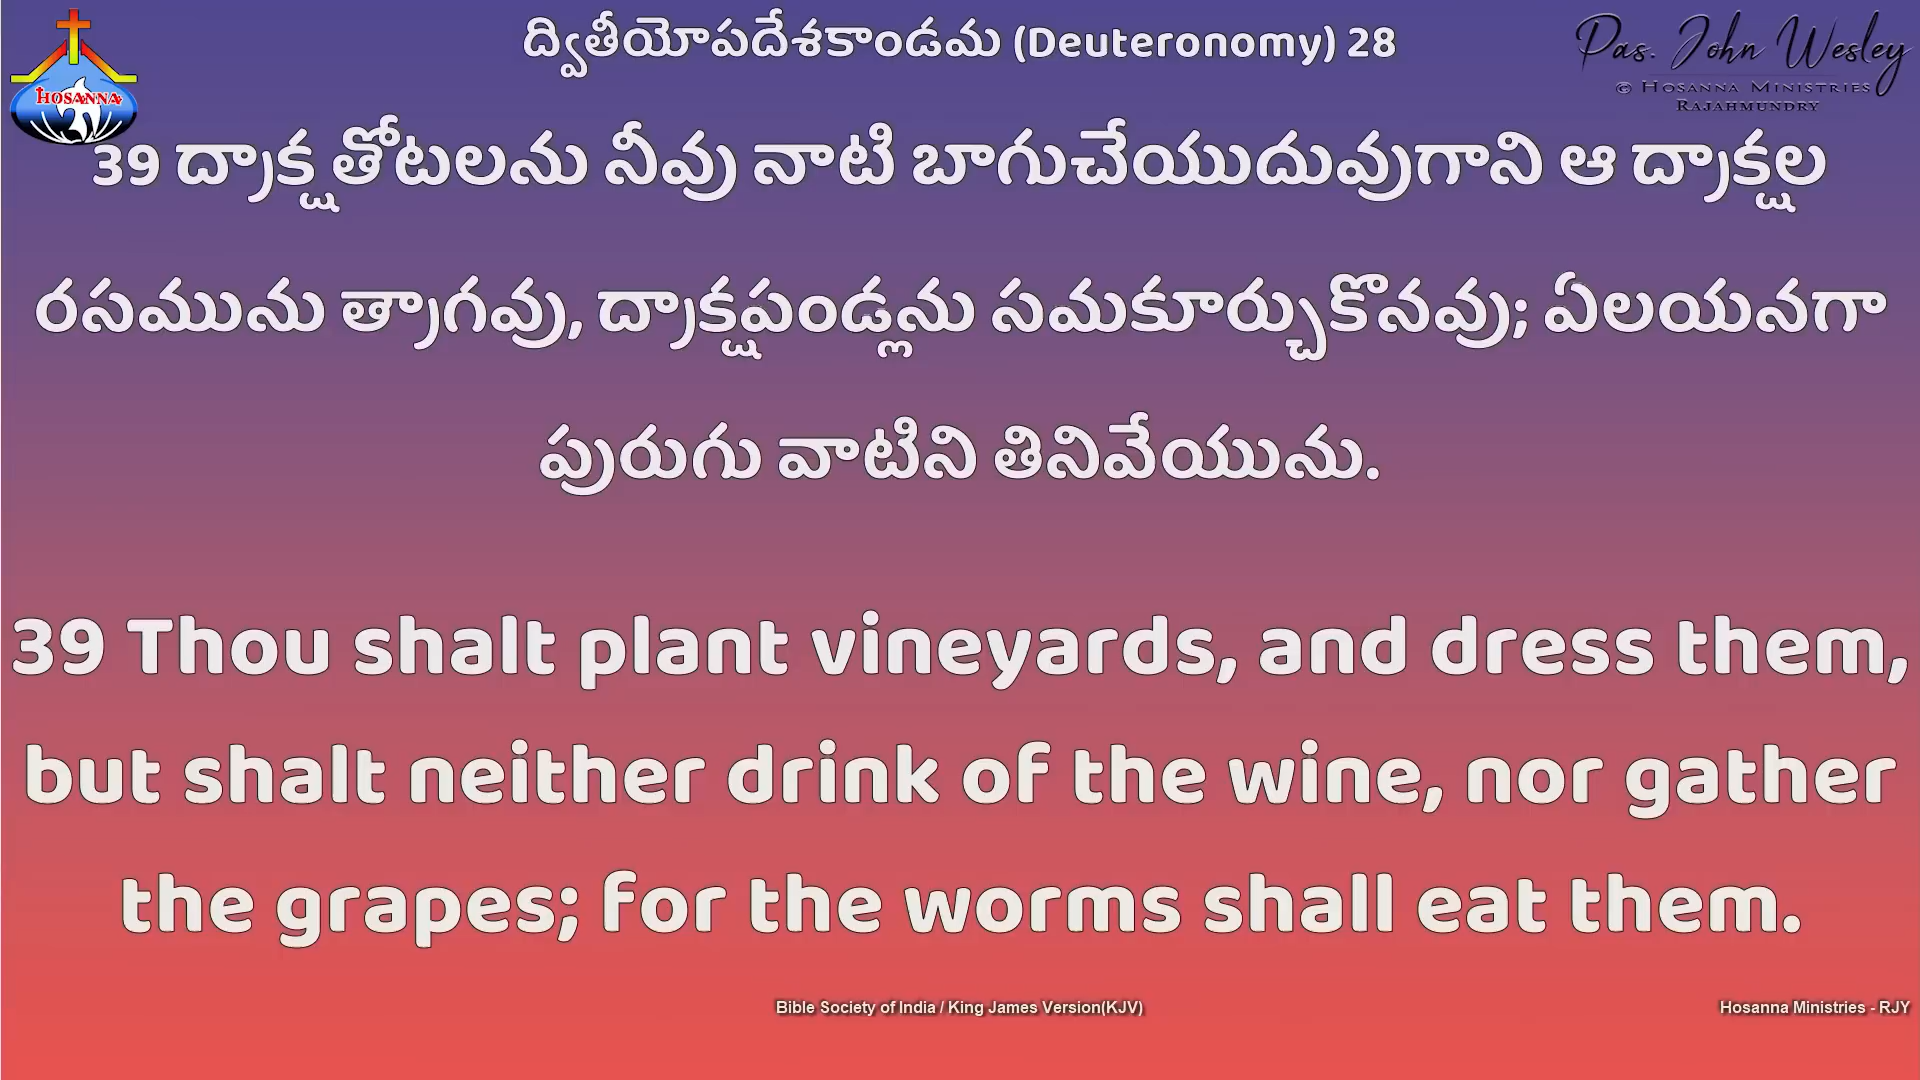 ద్వితీయోపదేశకాండమ (Deuteronomy) 28
Pas. John Wesley
© HOSANNA MINISTRIES
RAJAHMUNDRY
HOSANNA
39 ద్రాక్ష తోటలను నీవు నాటి బాగుచేయుదువుగాని ఆ ద్రాక్షల
రసమును త్రాగవు, ద్రాక్షపండ్లను సమకూర్చుకొనవు; ఏలయనగా
పురుగు వాటిని తినివేయును.
39 Thou shalt plant vineyards, and dress them,
but shalt neither drink of the wine, nor gather
the grapes; for the worms shall eat them.
Bible Society of India / King James Version(KJV)
Hosanna Ministries - RJY